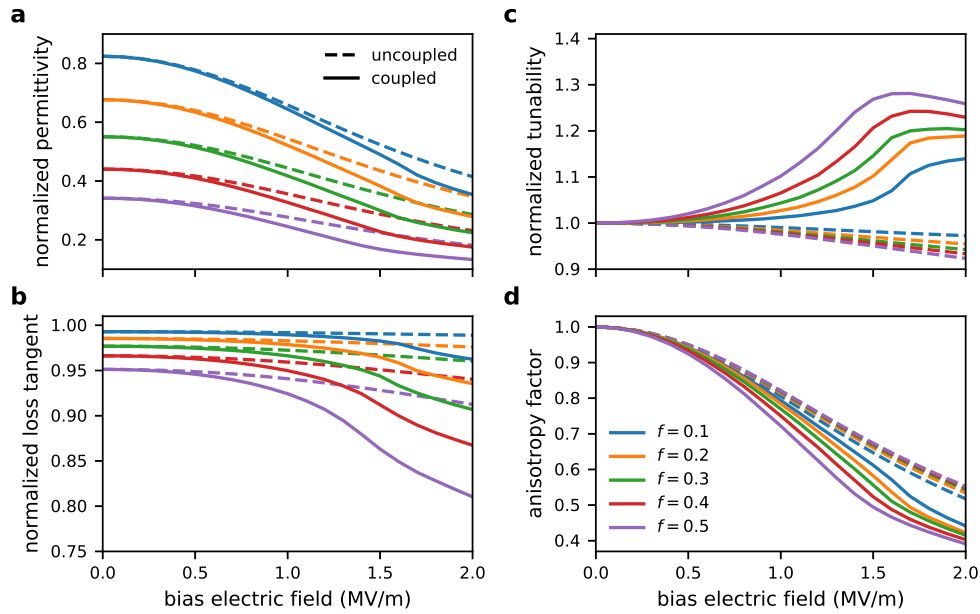 a
normalized permittivity
0.8
0.6
0.4
0.2
uncoupled
coupled
b
normalized loss tangent
1.00
0.95
0.90
0.85
0.80
0.75
0.0
0.5
1.0
1.5
2.0
bias electric field (MV/m)
c
normalized tunability
1.4
1.3
1.2
1.1
1.0
0.9
d
anisotropy factor
1.0
0.9
0.8
0.7
0.6
0.5
0.4
f = 0.1
f = 0.2
f = 0.3
f = 0.4
f = 0.5
0.0
0.5
1.0
1.5
2.0
bias electric field (MV/m)